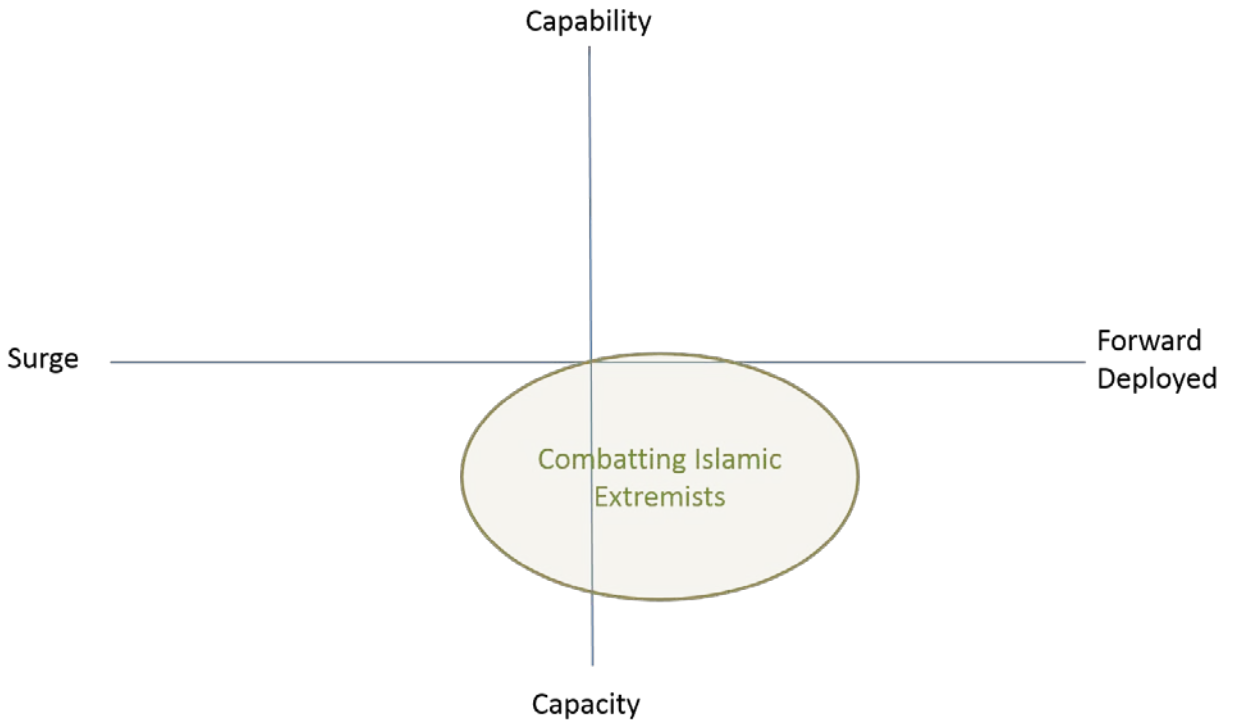 Capability
Surge
Forward
Deployed
Combatting Islamic
Extremists
Capacity